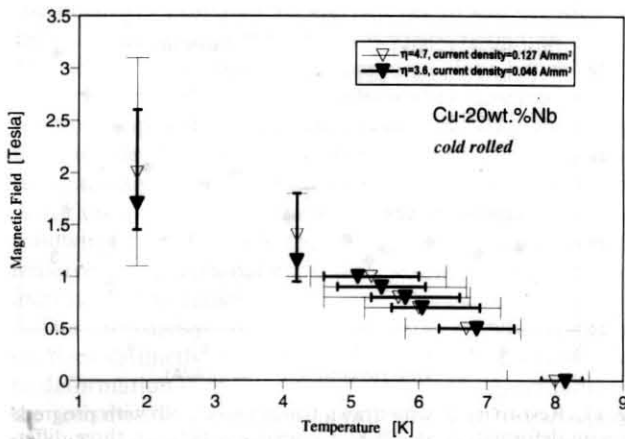 3.5
η=4.7, current density=0.127 A/mm²
3
η=3.6, current density=0.046 A/mm²
Cu-20wt.%Nb
2.5
cold rolled
Magnetic Field [Tesla]
2
1.5
1
0.5
0
1 2 3 4 5 6 7 8 9
Temperature [K]
with progress